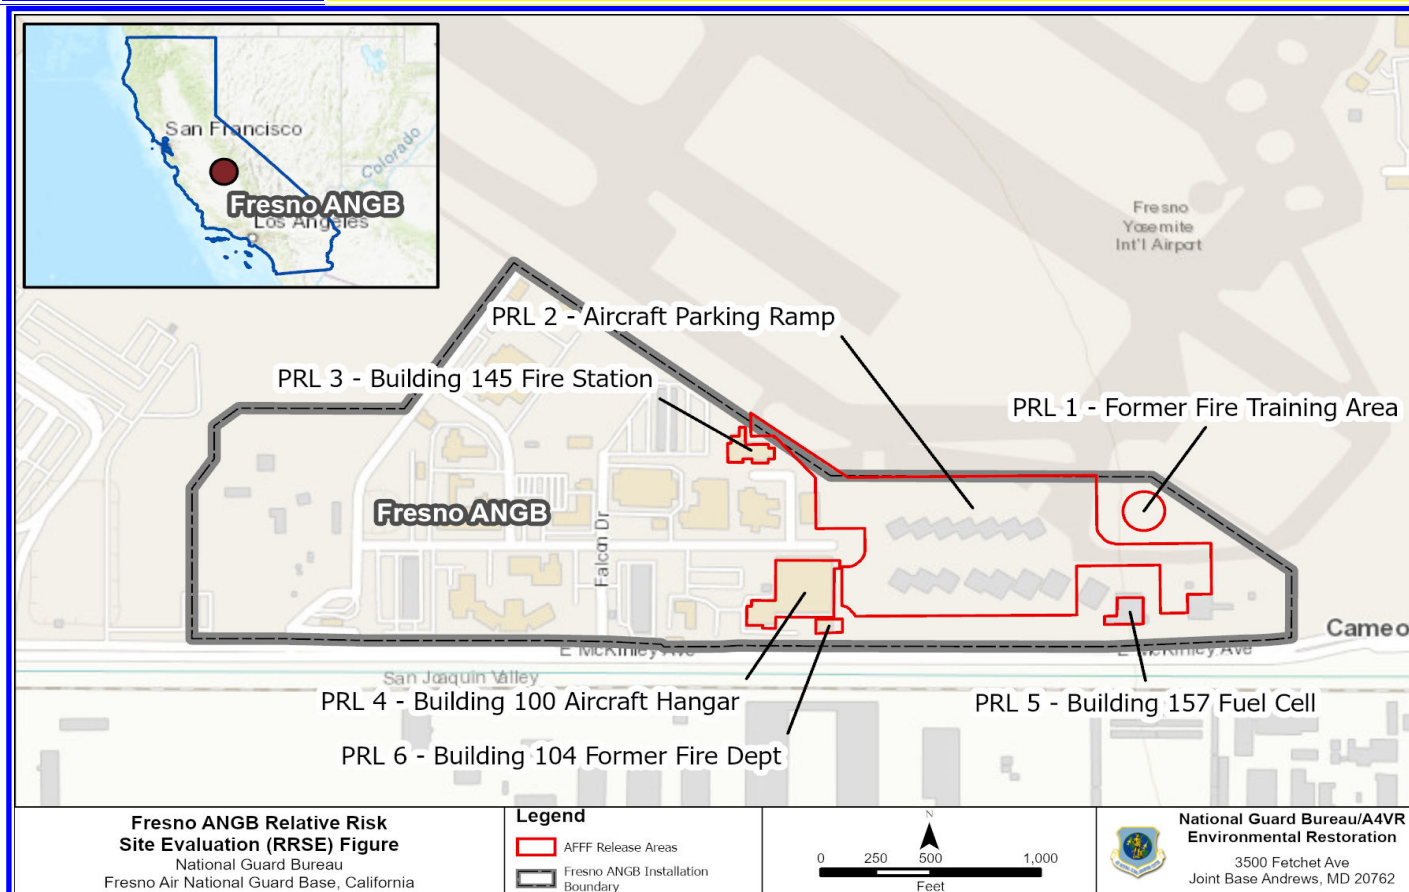 San Francisco
Colorado
Fresno ANGB
Los Angeles
Fresno
Yosemite
Int'l Airport
PRL 2 - Aircraft Parking Ramp
PRL 3 - Building 145 Fire Station
PRL 1 - Former Fire Training Area
Fresno ANGB
Falcon Dr
Cameo
E McKinley Ave
E McKinley Ave
San Joaquin Valley
PRL 4 - Building 100 Aircraft Hangar
PRL 5 - Building 157 Fuel Cell
PRL 6 - Building 104 Former Fire Dept
Fresno ANGB Relative Risk
Site Evaluation (RRSE) Figure
National Guard Bureau
Fresno Air National Guard Base, California
Legend
AFFF Release Areas
Fresno ANGB Installation
Boundary
N
0 250 500 1,000
Feet
National Guard Bureau/A4VR
Environmental Restoration
3500 Fetchet Ave
Joint Base Andrews, MD 20762